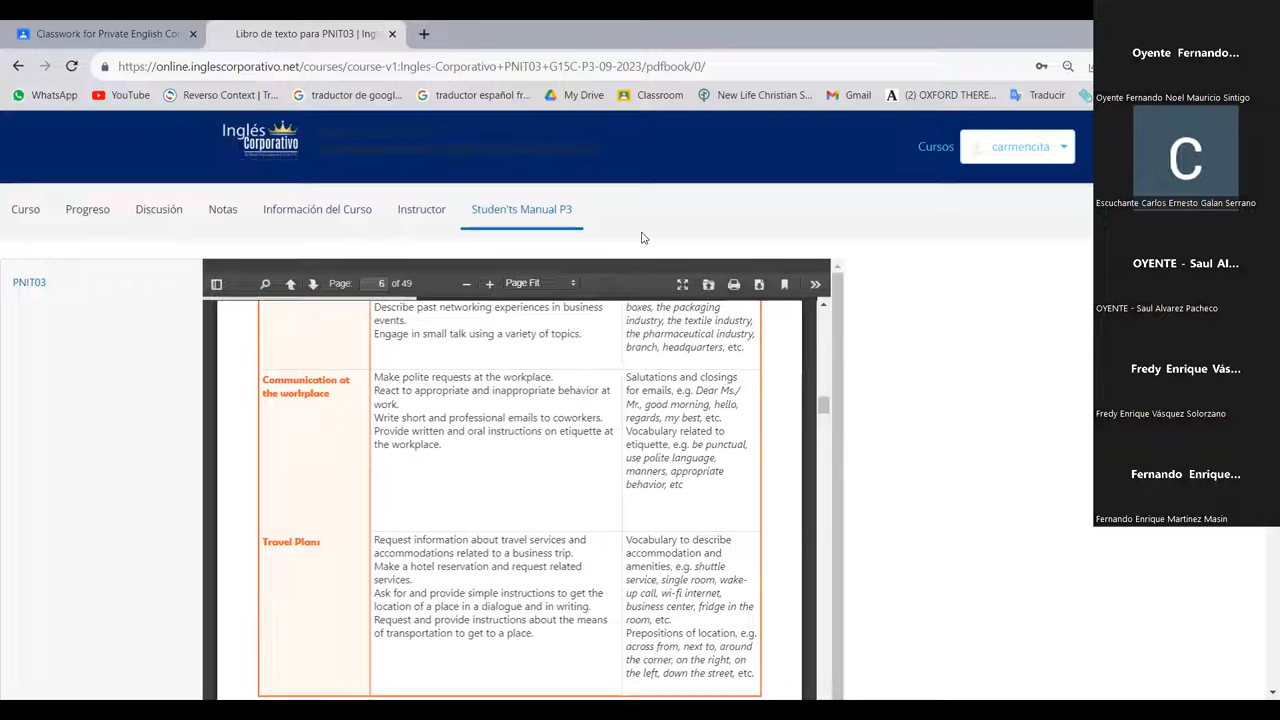 Classwork for Private English Co
Libro de texto para PNIT03 | Ing
https://online.inglescorporativo.net/courses/course-v1:Ingles-Corporativo+PNIT03+G15C-P3-09-2023/pdfbook/0/
WhatsApp YouTube Reverso Context | Tr... traductor de googl... traductor español fr... My Drive Classroom New Life Christian S... Gmail (2) OXFORD THERE... Traducir
Inglés
Corporativo
Cursos carmencita
Curso Progreso Discusión Notas Información del Curso Instructor Studen'ts Manual P3
PNIT03
Page: 6 of 49 Page Fit
Describe past networking experiences in business
events.
Engage in small talk using a variety of topics.
boxes, the packaging
industry, the textile industry,
the pharmaceutical industry,
branch, headquarters, etc.
Communication at
the workplace
Make polite requests at the workplace.
React to appropriate and inappropriate behavior at
work.
Write short and professional emails to coworkers.
Provide written and oral instructions on etiquette at
the workplace.
Salutations and closings
for emails, e.g. Dear Ms./
Mr., good morning, hello,
regards, my best, etc.
Vocabulary related to
etiquette, e.g. be punctual,
use polite language,
manners, appropriate
behavior, etc
Travel Plans
Request information about travel services and
accommodations related to a business trip.
Make a hotel reservation and request related
services.
Ask for and provide simple instructions to get the
location of a place in a dialogue and in writing.
Request and provide instructions about the means
of transportation to get to a place.
Vocabulary to describe
accommodation and
amenities, e.g. shuttle
service, single room, wake-
up call, wi-fi internet,
business center, fridge in the
room, etc.
Prepositions of location, e.g.
across from, next to, around
the corner, on the right, on
the left, down the street, etc.
Oyente Fernando...
Oyente Fernando Noel Mauricio Sintigo
C
Escuchante Carlos Ernesto Galan Serrano
OYENTE - Saul Al...
OYENTE - Saul Alvarez Pacheco
Fredy Enrique Vás...
Fredy Enrique Vásquez Solorzano
Fernando Enrique...
Fernando Enrique Martinez Masin